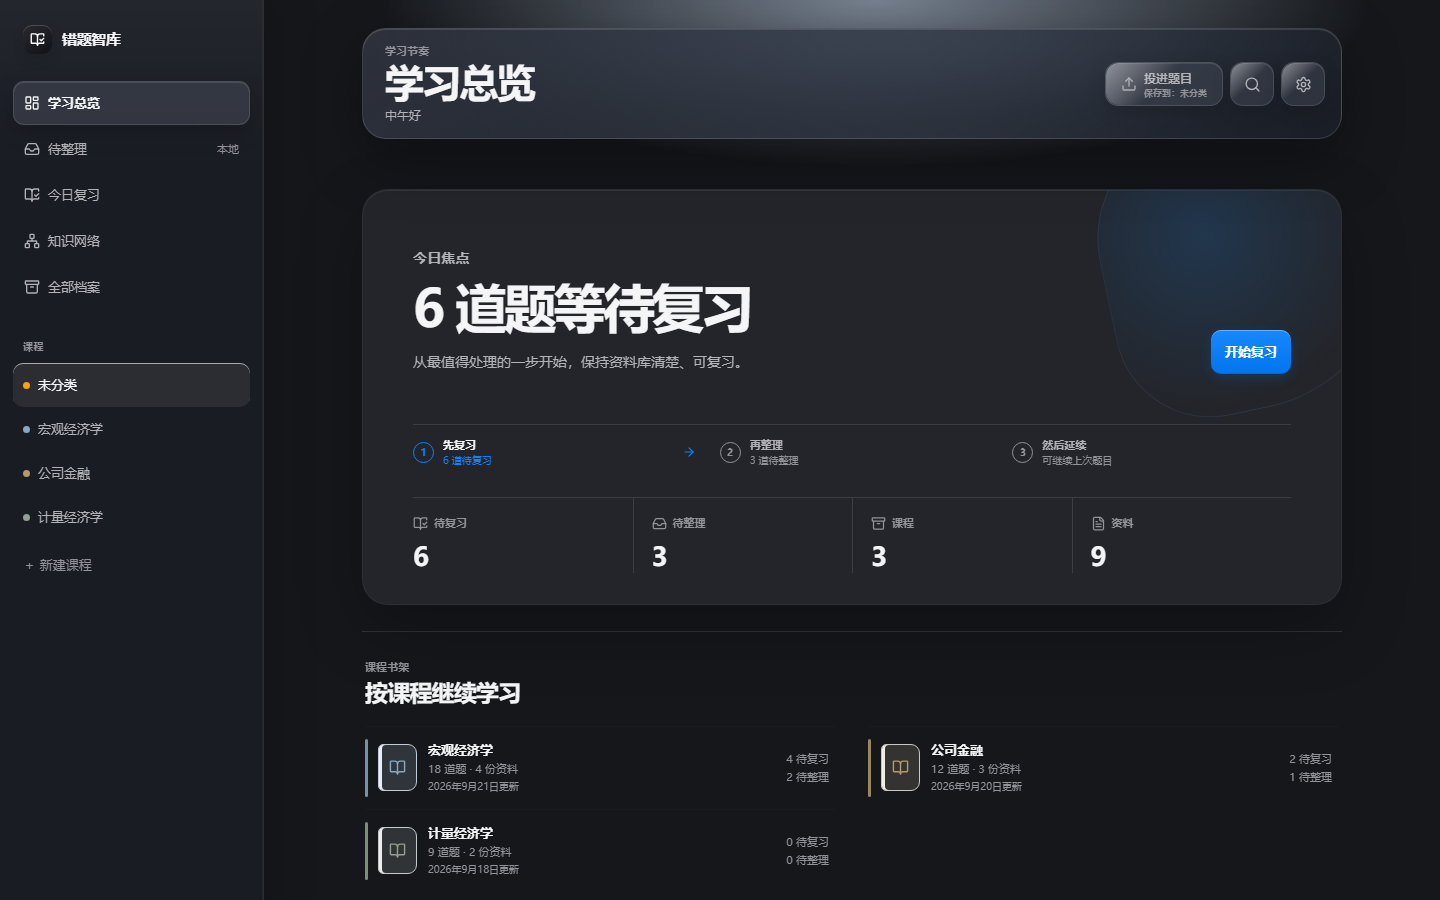 错题智库
学习总览
待整理
本地
今日复习
知识网络
全部档案
课程
未分类
宏观经济学
公司金融
计量经济学
+ 新建课程
学习节奏
学习总览
中午好
投进题目
保存到：未分类
今日焦点
6 道题等待复习
从最值得处理的一步开始，保持资料库清楚、可复习。
开始复习
1
先复习
6 道待复习
2
再整理
3 道待整理
3
然后延续
可继续上次题目
待复习
6
待整理
3
课程
3
资料
9
课程书架
按课程继续学习
宏观经济学
18 道题 · 4 份资料
2026年9月21日更新
4 待复习
2 待整理
公司金融
12 道题 · 3 份资料
2026年9月20日更新
2 待复习
1 待整理
计量经济学
9 道题 · 2 份资料
2026年9月18日更新
0 待复习
0 待整理